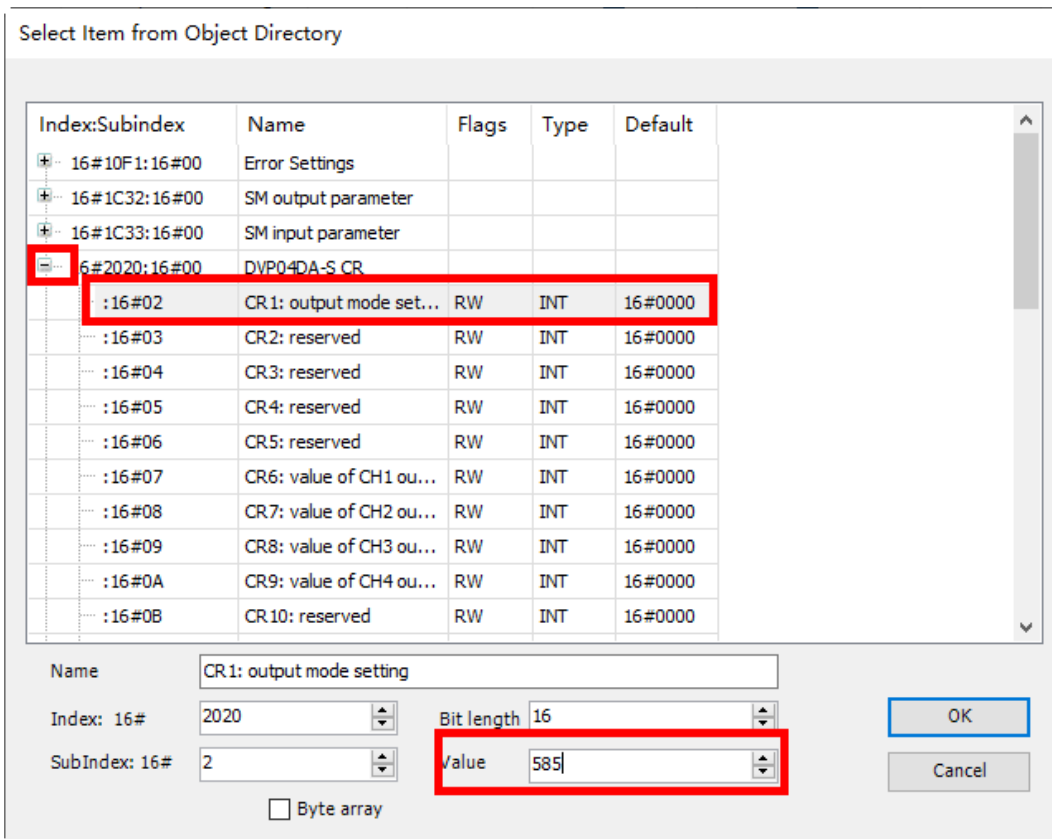 Select Item from Object Directory
Index:Subindex Name Flags Type Default
16#10F1:16#00 Error Settings
16#1C32:16#00 SM output parameter
16#1C33:16#00 SM input parameter
16#2020:16#00 DVP04DA-S CR
:16#02 CR1: output mode set... RW INT 16#0000
:16#03 CR2: reserved RW INT 16#0000
:16#04 CR3: reserved RW INT 16#0000
:16#05 CR4: reserved RW INT 16#0000
:16#06 CR5: reserved RW INT 16#0000
:16#07 CR6: value of CH1 ou... RW INT 16#0000
:16#08 CR7: value of CH2 ou... RW INT 16#0000
:16#09 CR8: value of CH3 ou... RW INT 16#0000
:16#0A CR9: value of CH4 ou... RW INT 16#0000
:16#0B CR10: reserved RW INT 16#0000
Name CR1: output mode setting
Index: 16# 2020 Bit length 16 OK
SubIndex: 16# 2 Value 585 Cancel
Byte array